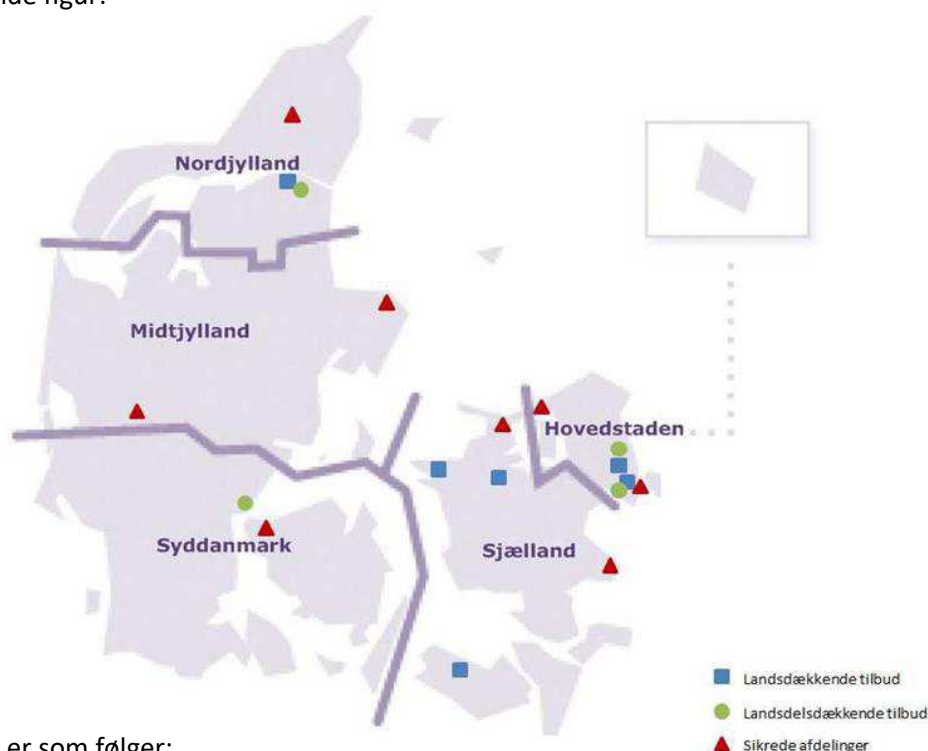 Nordjylland
Midtjylland
Hovedstaden
Syddanmark
Sjælland
Landsdækkende tilbud
Landsdelsdækkende tilbud
Sikrede afdelinger
er som følger: